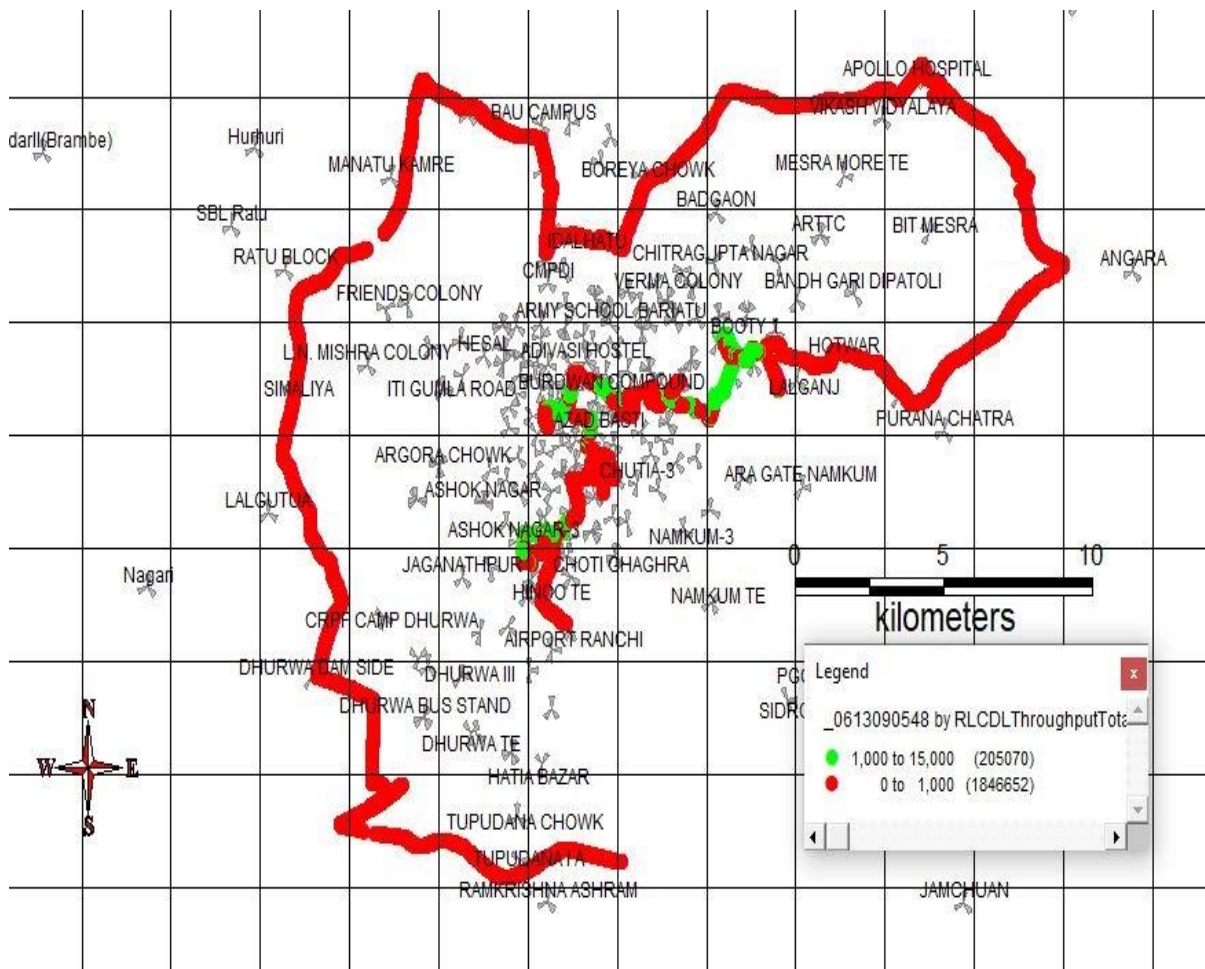 APOLLO HOSPITAL
BAU CAMPUS
VIKASH VIDYALAYA
darII(Brambe)
Hurhuri
MANATU KAMRE
BOREYA CHOWK
MESRA MORE TE
BADGAON
SBL Ratu
ARTTC
BIT MESRA
IDALHATU
RATU BLOCK
CHITRAGUPTA NAGAR
ANGARA
CMPDI
VERMA COLONY
BANDH GARI DIPATOLI
FRIENDS COLONY
ARMY SCHOOL BARIATU
BOOTY 1
L.N. MISHRA COLONY
HESAL
ADIVASI HOSTEL
HOTWAR
SIMALIYA
ITI GUMLA ROAD
BURDWAN COMPOUND
LALGANJ
AZAD BASTI
PURANA CHATRA
ARGORA CHOWK
CHUTIA-3
ARA GATE NAMKUM
ASHOK NAGAR
LALGUTUA
ASHOK NAGAR-3
NAMKUM-3
0 5 10
JAGANATHPUR
CHOTI GHAGHRA
Nagari
HINOO TE
NAMKUM TE
kilometers
CRPF CAMP DHURWA
AIRPORT RANCHI
DHURWA DAM SIDE
DHURWA III
PG
Legend
x
DHURWA BUS STAND
SIDRO
_0613090548 by RLCDLThroughputTota
DHURWA TE
1,000 to 15,000 (205070)
HATIA BAZAR
0 to 1,000 (1846652)
TUPUDANA CHOWK
TUPUDANA IA
RAMKRISHNA ASHRAM
JAMCHUAN
N
W E
S